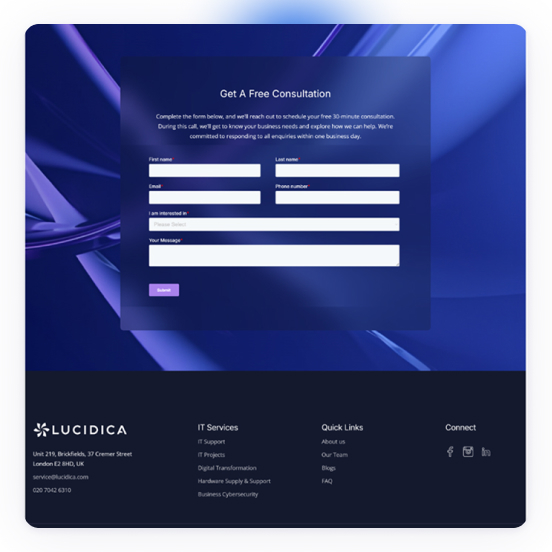 Get A Free Consultation
Complete the form below, and we'll reach out to schedule your free 30-minute consultation.
During this call, we'll get to know your business needs and explore how we can help. We're
committed to responding to all enquiries within one business day.
First name*
Last name*
Email*
Phone number*
I am interested in*
Please Select
Your Message*
Submit
LUCIDICA
Unit 219, Brickfields, 37 Cremer Street
London E2 8HD, UK
service@lucidica.com
020 7042 6310
IT Services
IT Support
IT Projects
Digital Transformation
Hardware Supply & Support
Business Cybersecurity
Quick Links
About us
Our Team
Blogs
FAQ
Connect